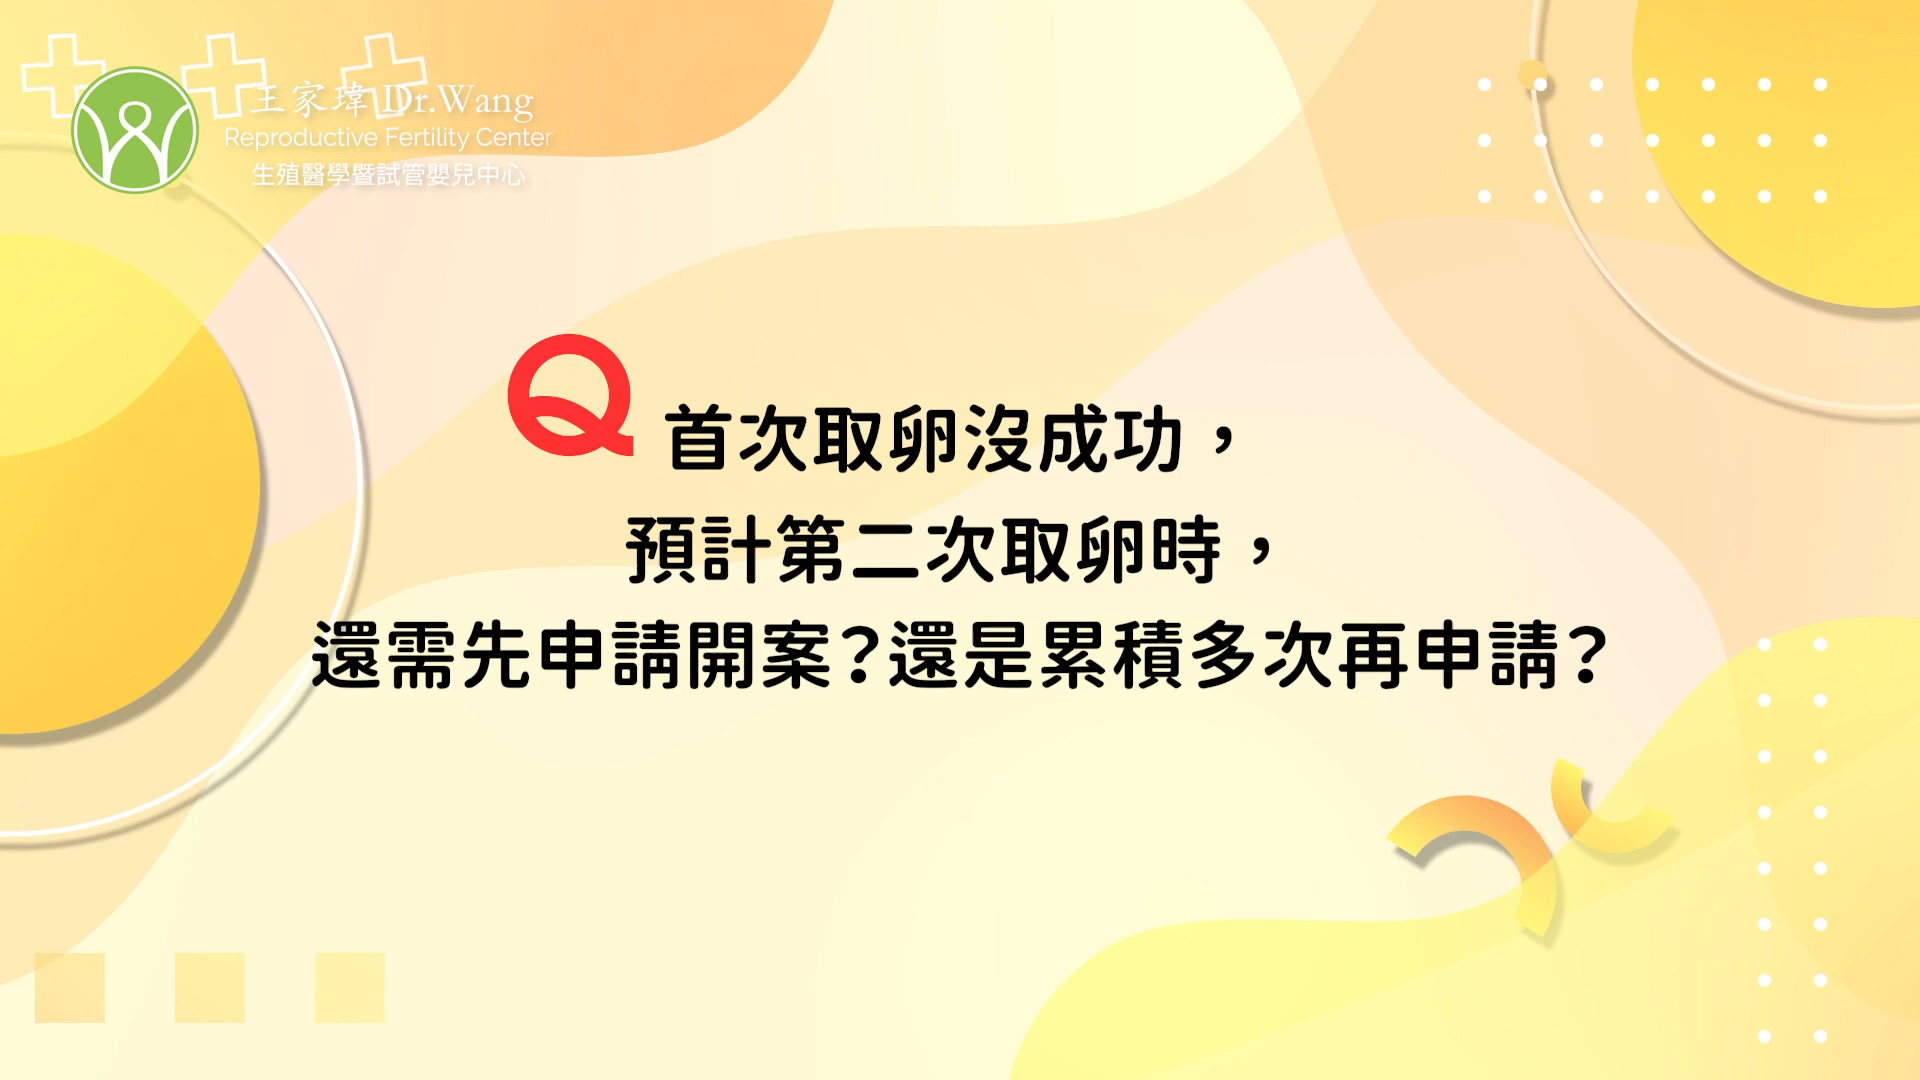 王家瑋 Dr.Wang
Reproductive Fertility Center
生殖醫學暨試管嬰兒中心
Q 首次取卵沒成功，
預計第二次取卵時，
還需先申請開案？還是累積多次再申請？